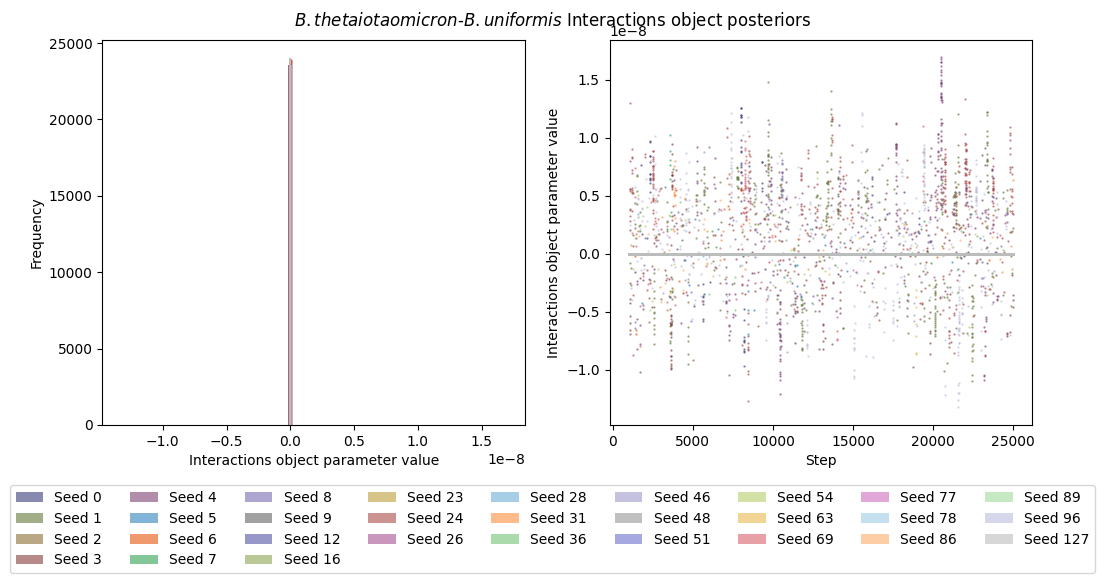 B.thetaiotaomicron-B.uniformis Interactions object posteriors
25000
20000
15000
10000
5000
0
Frequency
−1.0 −0.5 0.0 0.5 1.0 1.5
1e−8
Interactions object parameter value
1e−8
1.5
1.0
0.5
0.0
−0.5
−1.0
Interactions object parameter value
0 5000 10000 15000 20000 25000
Step
Seed 0 Seed 4 Seed 8 Seed 23 Seed 28 Seed 46 Seed 54 Seed 77 Seed 89
Seed 1 Seed 5 Seed 9 Seed 24 Seed 31 Seed 48 Seed 63 Seed 78 Seed 96
Seed 2 Seed 6 Seed 12 Seed 26 Seed 36 Seed 51 Seed 69 Seed 86 Seed 127
Seed 3 Seed 7 Seed 16